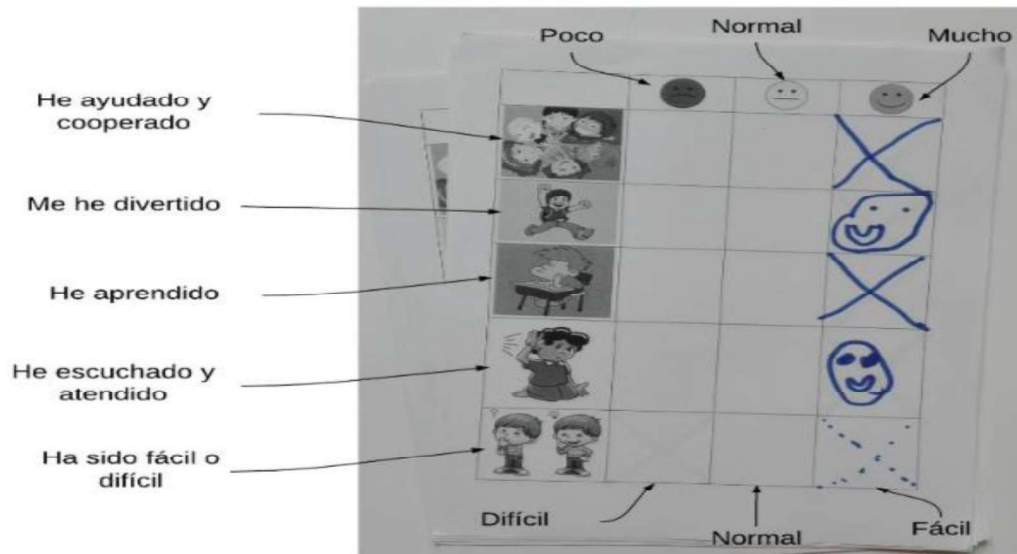 Poco
Normal
Mucho
He ayudado y
cooperado
Me he divertido
He aprendido
He escuchado y
atendido
Ha sido fácil o
difícil
Difícil
Normal
Fácil